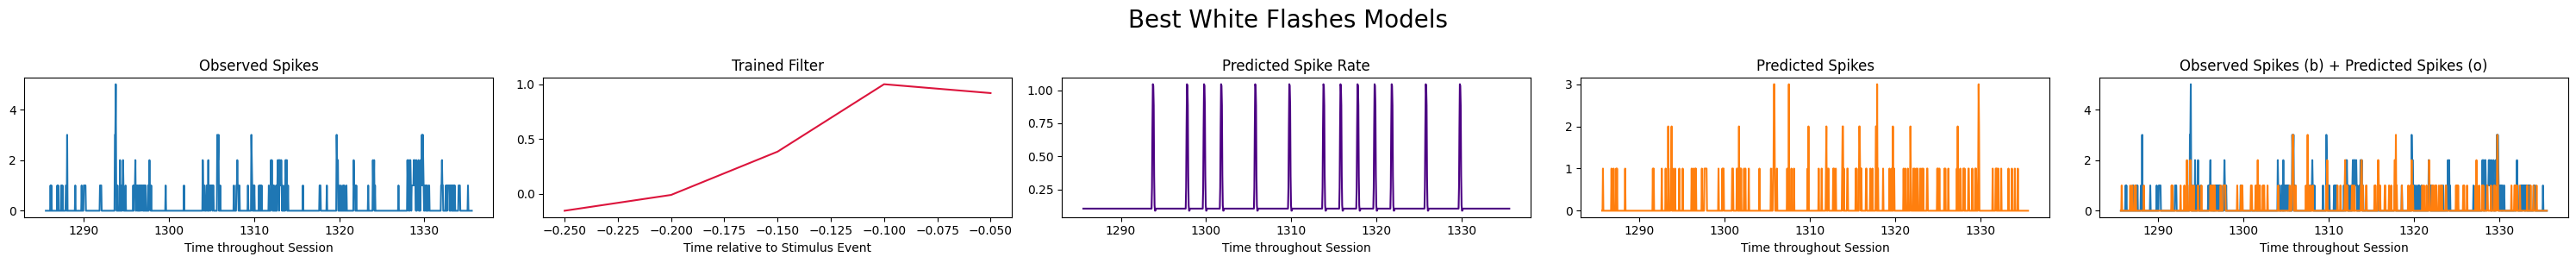 Best White Flashes Models
Observed Spikes
4
2
0
1290 1300 1310 1320 1330
Time throughout Session
Trained Filter
1.0
0.5
0.0
−0.250 −0.225 −0.200 −0.175 −0.150 −0.125 −0.100 −0.075 −0.050
Time relative to Stimulus Event
Predicted Spike Rate
1.00
0.75
0.50
0.25
1290 1300 1310 1320 1330
Time throughout Session
Predicted Spikes
3
2
1
0
1290 1300 1310 1320 1330
Time throughout Session
Observed Spikes (b) + Predicted Spikes (o)
4
2
0
1290 1300 1310 1320 1330
Time throughout Session